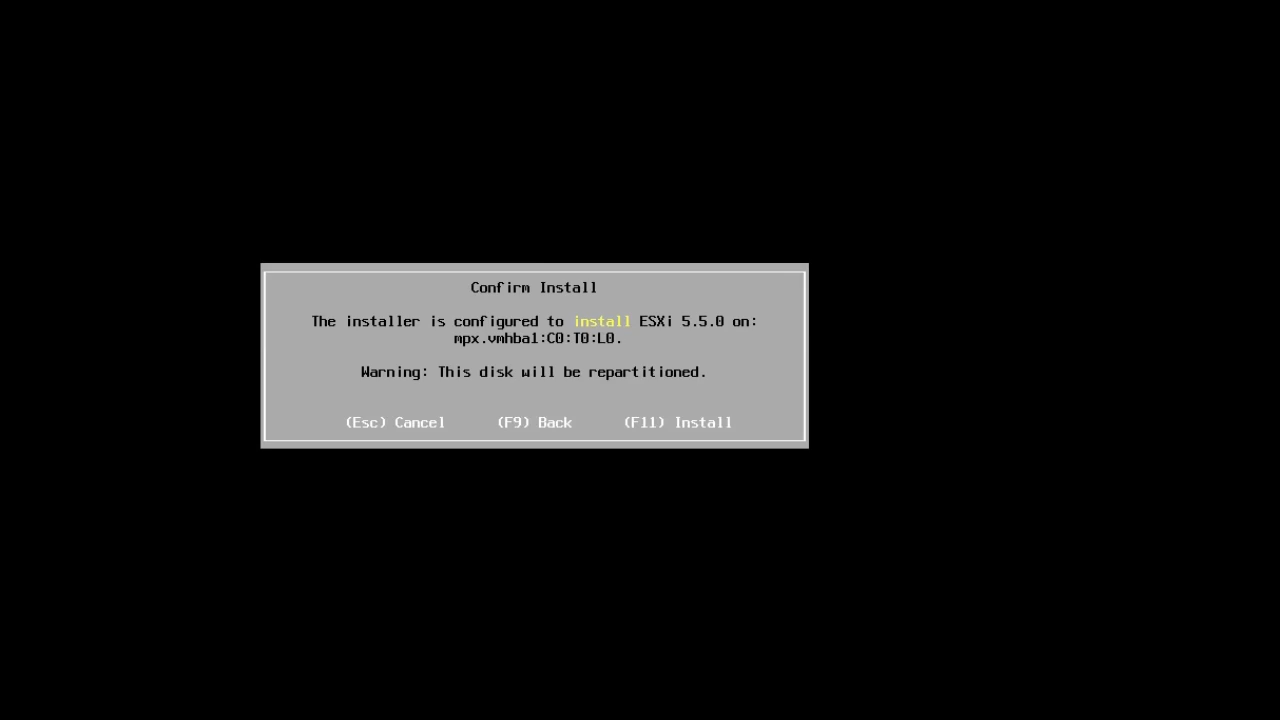 Confirm Install
The installer is configured to install ESXi 5.5.0 on:
mpx.vmhba1:C0:T0:L0.
Warning: This disk will be repartitioned.
(Esc) Cancel (F9) Back (F11) Install